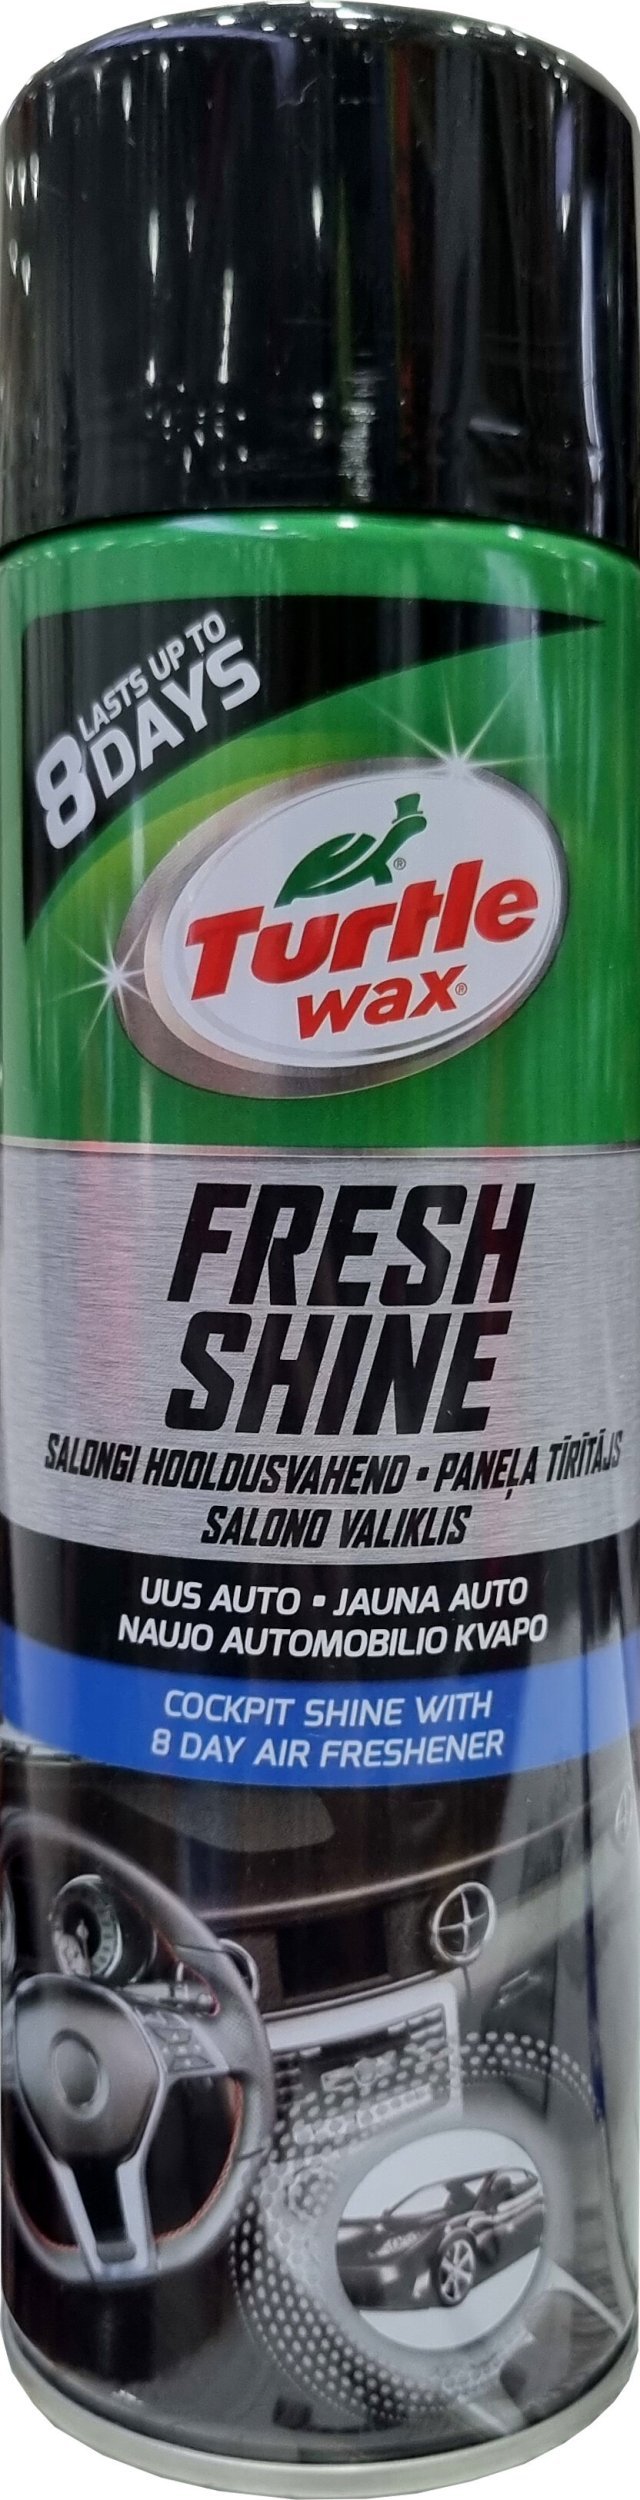 LASTS UP TO
8 DAYS
Turtle®
wax®
FRESH
SHINE
SALONGI HOOLDUSVAHEND • PANEĻA TĪRĪTĀJS
SALONO VALIKLIS
UUS AUTO • JAUNA AUTO
NAUJO AUTOMOBILIO KVAPO
COCKPIT SHINE WITH
8 DAY AIR FRESHENER